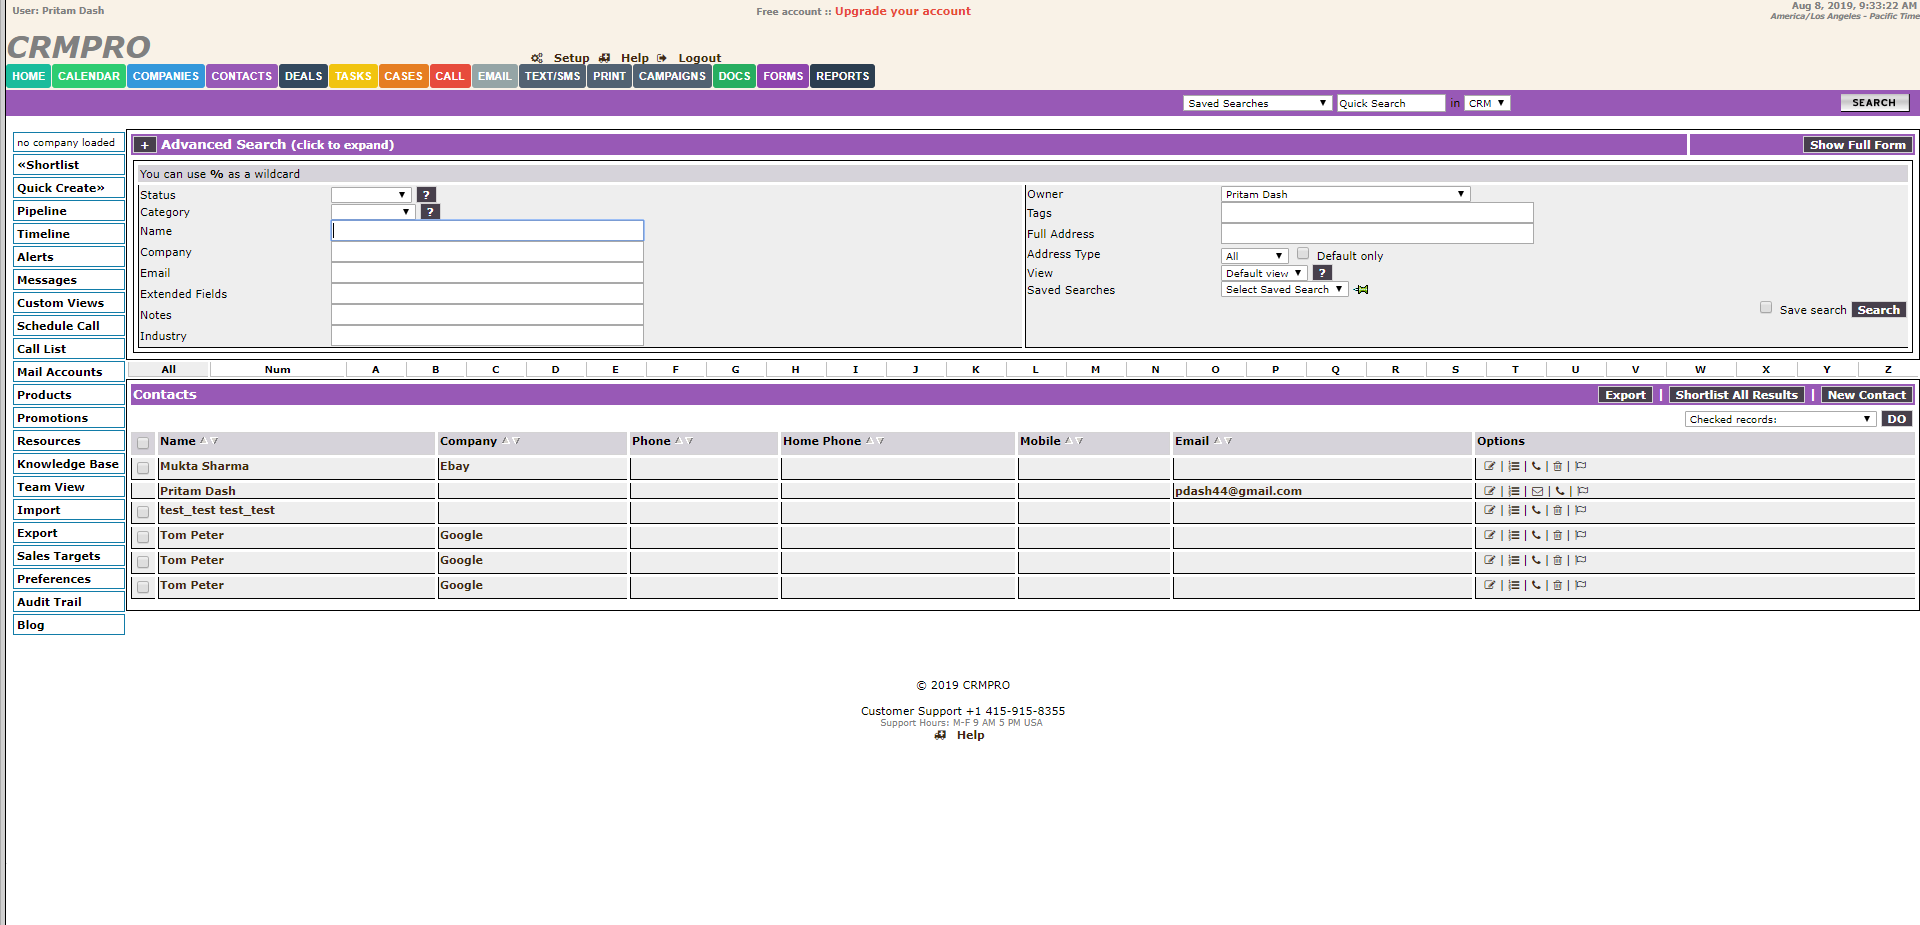 User: Pritam Dash
Free account :: Upgrade your account
Aug 8, 2019, 9:33:22 AM
America/Los Angeles - Pacific Time
CRMPRO
Setup Help Logout
HOME CALENDAR COMPANIES CONTACTS DEALS TASKS CASES CALL EMAIL TEXT/SMS PRINT CAMPAIGNS DOCS FORMS REPORTS
Saved Searches Quick Search in CRM SEARCH
no company loaded
«Shortlist
Quick Create»
Pipeline
Timeline
Alerts
Messages
Custom Views
Schedule Call
Call List
Mail Accounts
Products
Promotions
Resources
Knowledge Base
Team View
Import
Export
Sales Targets
Preferences
Audit Trail
Blog
+ Advanced Search (click to expand) Show Full Form
You can use % as a wildcard
Status ?
Category ?
Name
Company
Email
Extended Fields
Notes
Industry
Owner Pritam Dash
Tags
Full Address
Address Type All Default only
View Default view ?
Saved Searches Select Saved Search
Save search Search
All Num A B C D E F G H I J K L M N O P Q R S T U V W X Y Z
Contacts Export | Shortlist All Results | New Contact
Checked records: DO
Name Company Phone Home Phone Mobile Email Options
Mukta Sharma Ebay | | | |
Pritam Dash pdash44@gmail.com | | | |
test_test test_test | | | |
Tom Peter Google | | | |
Tom Peter Google | | | |
Tom Peter Google | | | |
© 2019 CRMPRO
Customer Support +1 415-915-8355
Support Hours: M-F 9 AM 5 PM USA
Help